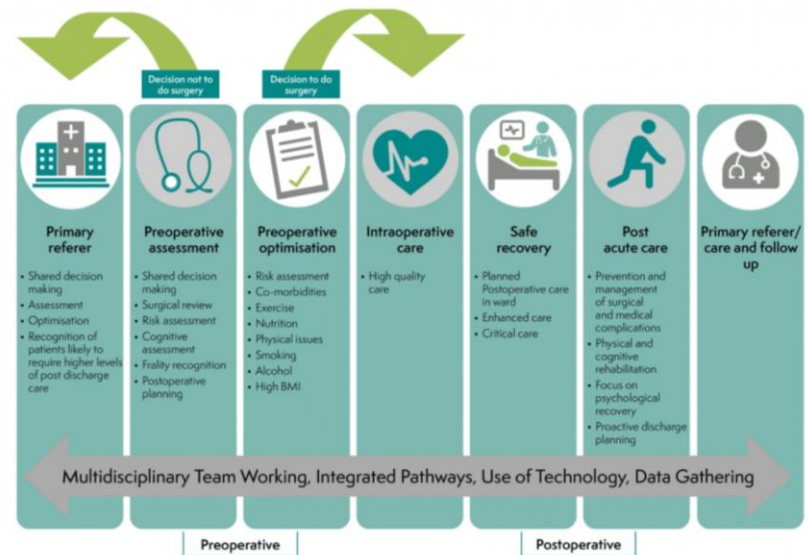 Decision not to
do surgery
Decision to do
surgery
Primary
referer
• Shared decision
making
• Assessment
• Optimisation
• Recognition of
patients likely to
require higher levels
of post discharge
care
Preoperative
assessment
• Shared decision
making
• Surgical review
• Risk assessment
• Cognitive
assessment
• Fraility recognition
• Postoperative
planning
Preoperative
optimisation
• Risk assessment
• Co-morbidities
• Exercise
• Nutrition
• Physical issues
• Smoking
• Alcohol
• High BMI
Intraoperative
care
• High quality
care
Safe
recovery
• Planned
Postoperative care
in ward
• Enhanced care
• Critical care
Post
acute care
• Prevention and
management
of surgical
and medical
complications
• Physical and
cognitive
rehabilitation
• Focus on
psychological
recovery
• Proactive discharge
planning
Primary referer/
care and follow
up
Multidisciplinary Team Working, Integrated Pathways, Use of Technology, Data Gathering
Preoperative
Postoperative